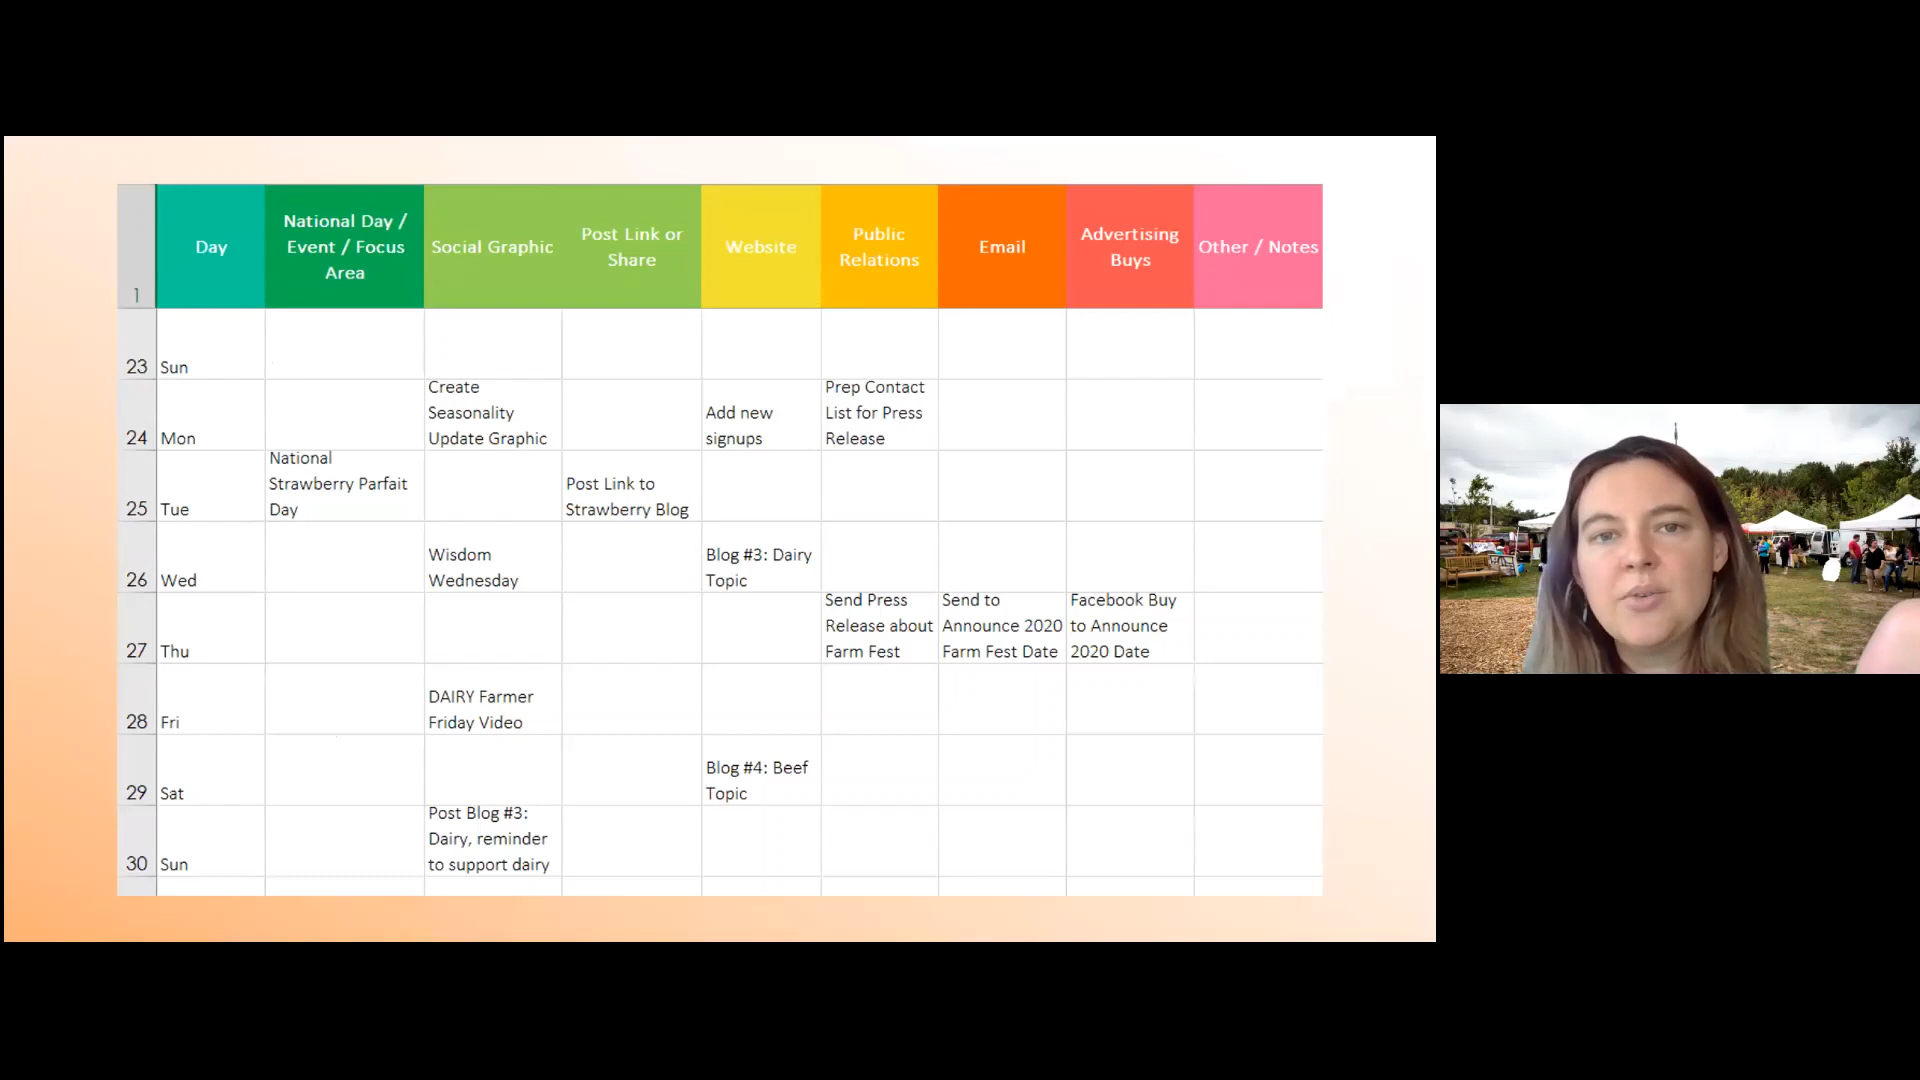 Day
National Day /
Event / Focus
Area
Social Graphic
Post Link or
Share
Website
Public
Relations
Email
Advertising
Buys
Other / Notes
1
23 Sun
24 Mon
Create
Seasonality
Update Graphic
Add new
signups
Prep Contact
List for Press
Release
25 Tue
National
Strawberry Parfait
Day
Post Link to
Strawberry Blog
26 Wed
Wisdom
Wednesday
Blog #3: Dairy
Topic
27 Thu
Send Press
Release about
Farm Fest
Send to
Announce 2020
Farm Fest Date
Facebook Buy
to Announce
2020 Date
28 Fri
DAIRY Farmer
Friday Video
29 Sat
Blog #4: Beef
Topic
30 Sun
Post Blog #3:
Dairy, reminder
to support dairy